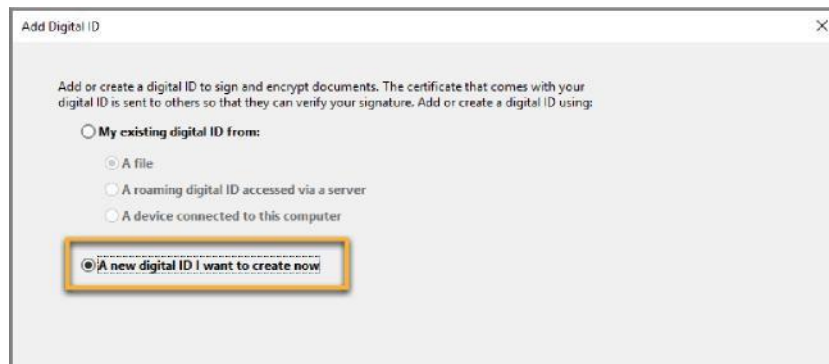 Add Digital ID
Add or create a digital ID to sign and encrypt documents. The certificate that comes with your
digital ID is sent to others so that they can verify your signature. Add or create a digital ID using:
My existing digital ID from:
A file
A roaming digital ID accessed via a server
A device connected to this computer
A new digital ID I want to create now